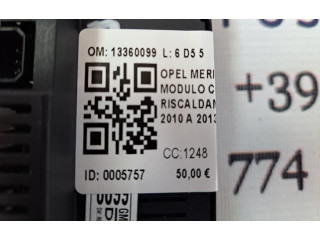 OM: 13360099 L: 6 D5 5
OPEL MERI
MODULO C
RISCALDAN
2010 A 2013
CC:1248
ID: 0005757 50,00 €
+39
774
GM